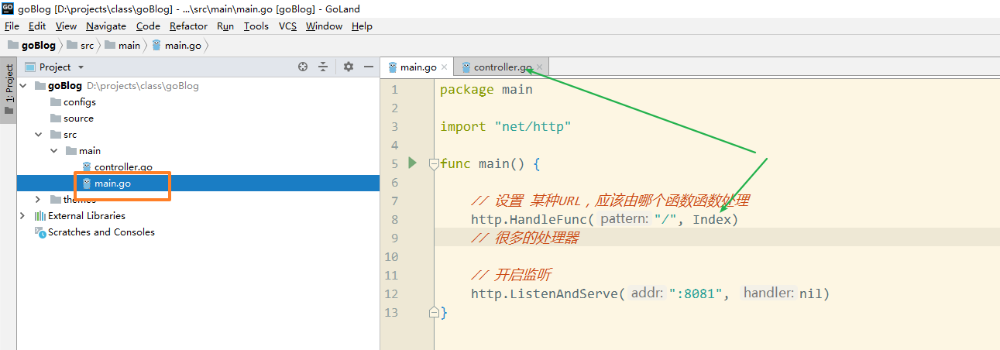 goBlog [D:\projects\class\goBlog] - ...\src\main\main.go [goBlog] - GoLand
File Edit View Navigate Code Refactor Run Tools VCS Window Help
goBlog src main main.go
1: Project
Project
goBlog D:\projects\class\goBlog
configs
source
src
main
controller.go
main.go
themes
External Libraries
Scratches and Consoles
main.go controller.go
1 package main
2
3 import "net/http"
4
5 func main() {
6
7 // 设置 某种URL，应该由哪个函数函数处理
8 http.HandleFunc( pattern: "/", Index)
9 // 很多的处理器
10
11 // 开启监听
12 http.ListenAndServe( addr: ":8081", handler: nil)
13 }